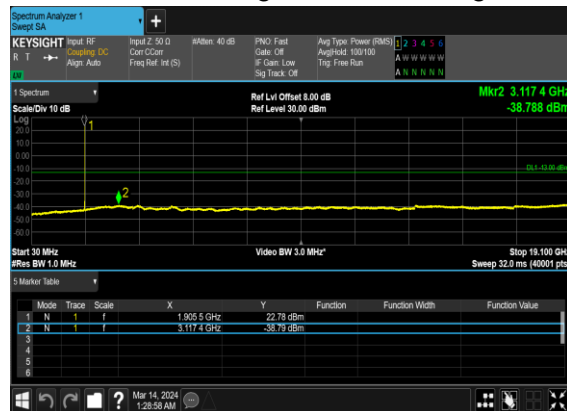 Spectrum Analyzer 1
Swept SA
KEYSIGHT Input: RF Input Z: 50 Ω #Atten: 40 dB PNO: Fast Avg Type: Power (RMS) 1 2 3 4 5 6
R T Coupling: DC Corr CCorr Gate: Off Avg|Hold: 100/100 A W W W W W
Align: Auto Freq Ref: Int (S) IF Gain: Low Trig: Free Run
LW Sig Track: Off A N N N N N
1 Spectrum Ref Lvl Offset 8.00 dB Mkr2 3.117 4 GHz
Scale/Div 10 dB Ref Level 30.00 dBm -38.788 dBm
Log
20.0
10.0
0.00
-10.0
DL1 -13.00 dBm
-20.0
-30.0
-40.0
-50.0
-60.0
1
2
Start 30 MHz Video BW 3.0 MHz* Stop 19.100 GHz
#Res BW 1.0 MHz Sweep 32.0 ms (40001 pts)
5 Marker Table
Mode Trace Scale X Y Function Function Width Function Value
1 N 1 f 1.905 5 GHz 22.78 dBm
2 N 1 f 3.117 4 GHz -38.79 dBm
3
4
5
6
? Mar 14, 2024
1:28:58 AM